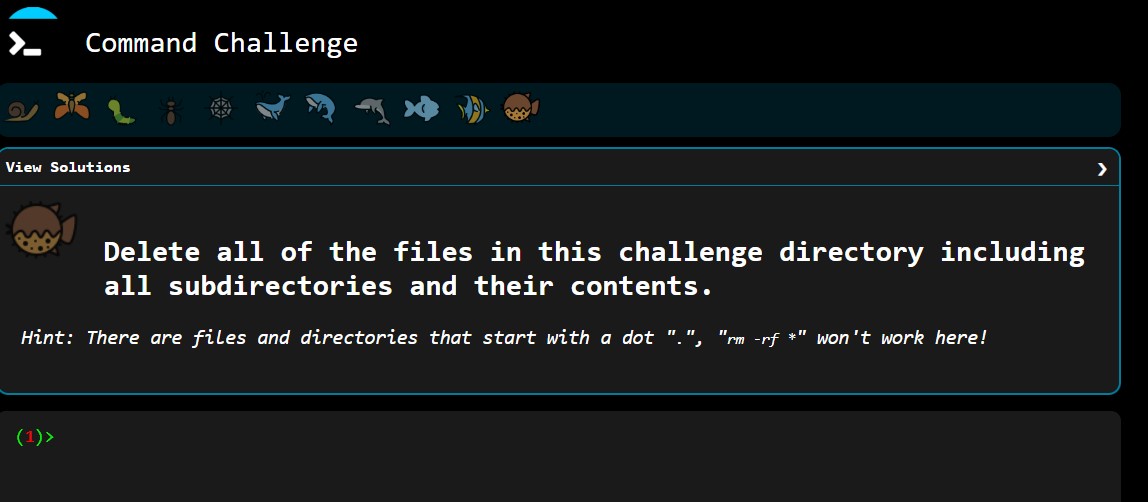 Command Challenge
View Solutions
Delete all of the files in this challenge directory including
all subdirectories and their contents.
Hint: There are files and directories that start with a dot ".", "rm -rf *" won't work here!
(1)>